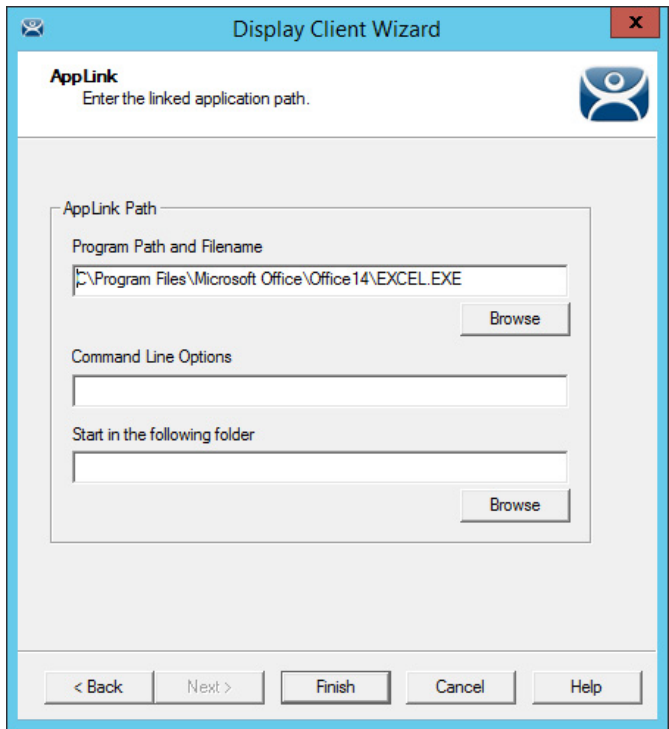 Display Client Wizard
x
AppLink
Enter the linked application path.
AppLink Path
Program Path and Filename
C\Program Files\Microsoft Office\Office14\EXCEL.EXE
Browse
Command Line Options
Start in the following folder
Browse
< Back
Next >
Finish
Cancel
Help